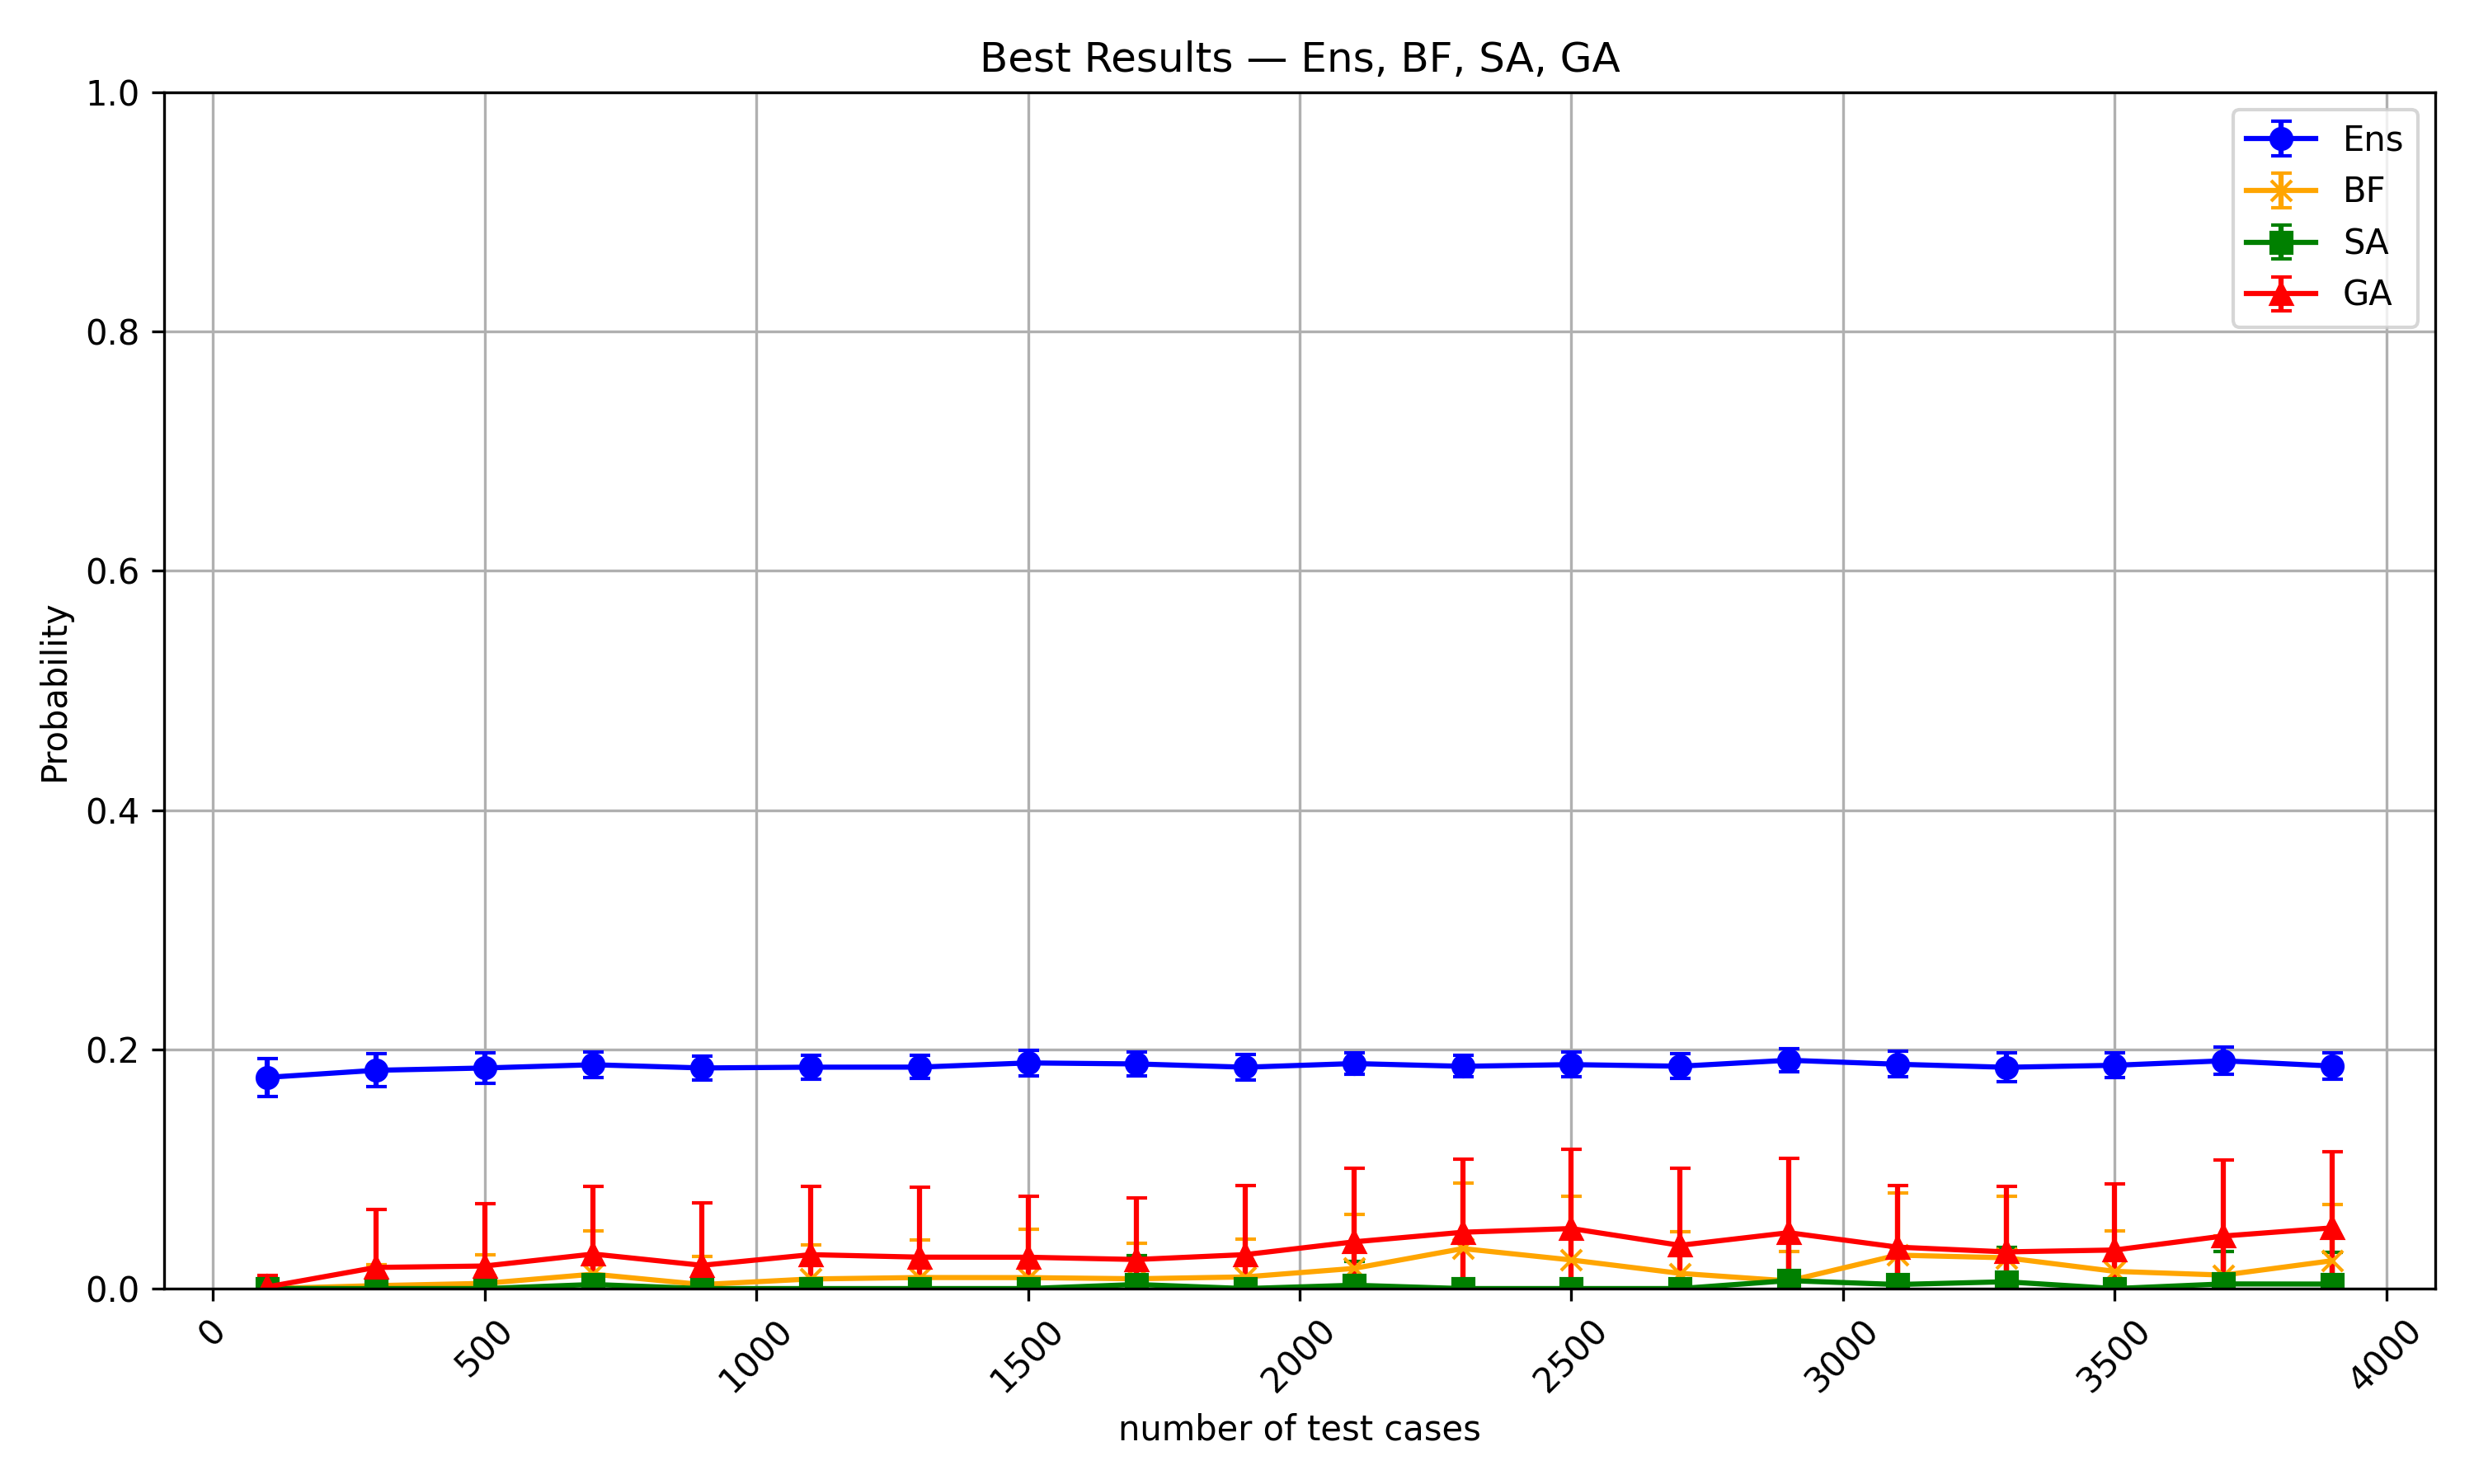 Best Results — Ens, BF, SA, GA
1.0
0.8
0.6
0.4
0.2
0.0
Probability
Ens
BF
SA
GA
0
500
1000
1500
2000
2500
3000
3500
4000
number of test cases